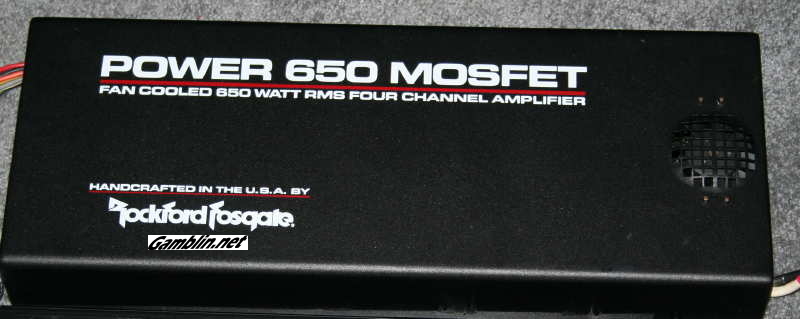 POWER 650 MOSFET
FAN COOLED 650 WATT RMS FOUR CHANNEL AMPLIFIER
HANDCRAFTED IN THE U.S.A. BY
Rockford Fosgate.
Gamblin.net